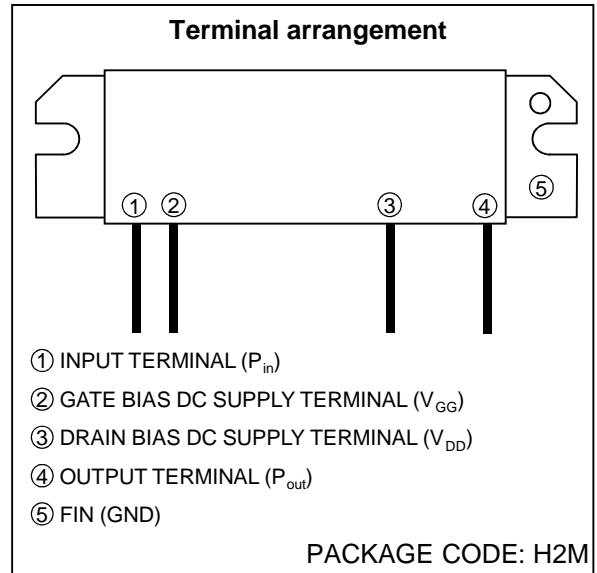 Terminal arrangement
⑤
① ② ③ ④
① INPUT TERMINAL (Pin)
② GATE BIAS DC SUPPLY TERMINAL (VGG)
③ DRAIN BIAS DC SUPPLY TERMINAL (VDD)
④ OUTPUT TERMINAL (Pout)
⑤ FIN (GND)
PACKAGE CODE: H2M